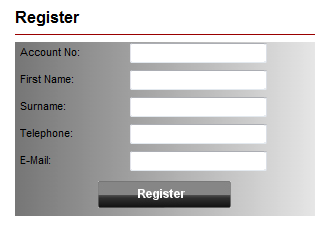 Register
Account No:
First Name:
Surname:
Telephone:
E-Mail:
Register